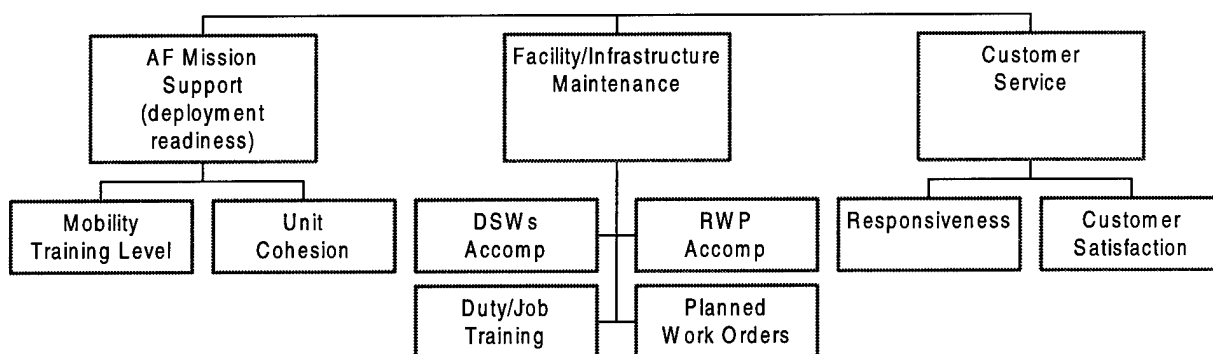 AF Mission
Support
(deployment
readiness)
Facility/Infrastructure
Maintenance
Customer
Service
Mobility
Training Level
Unit
Cohesion
DSWs
Accomp
RWP
Accomp
Responsiveness
Customer
Satisfaction
Duty/Job
Training
Planned
Work Orders